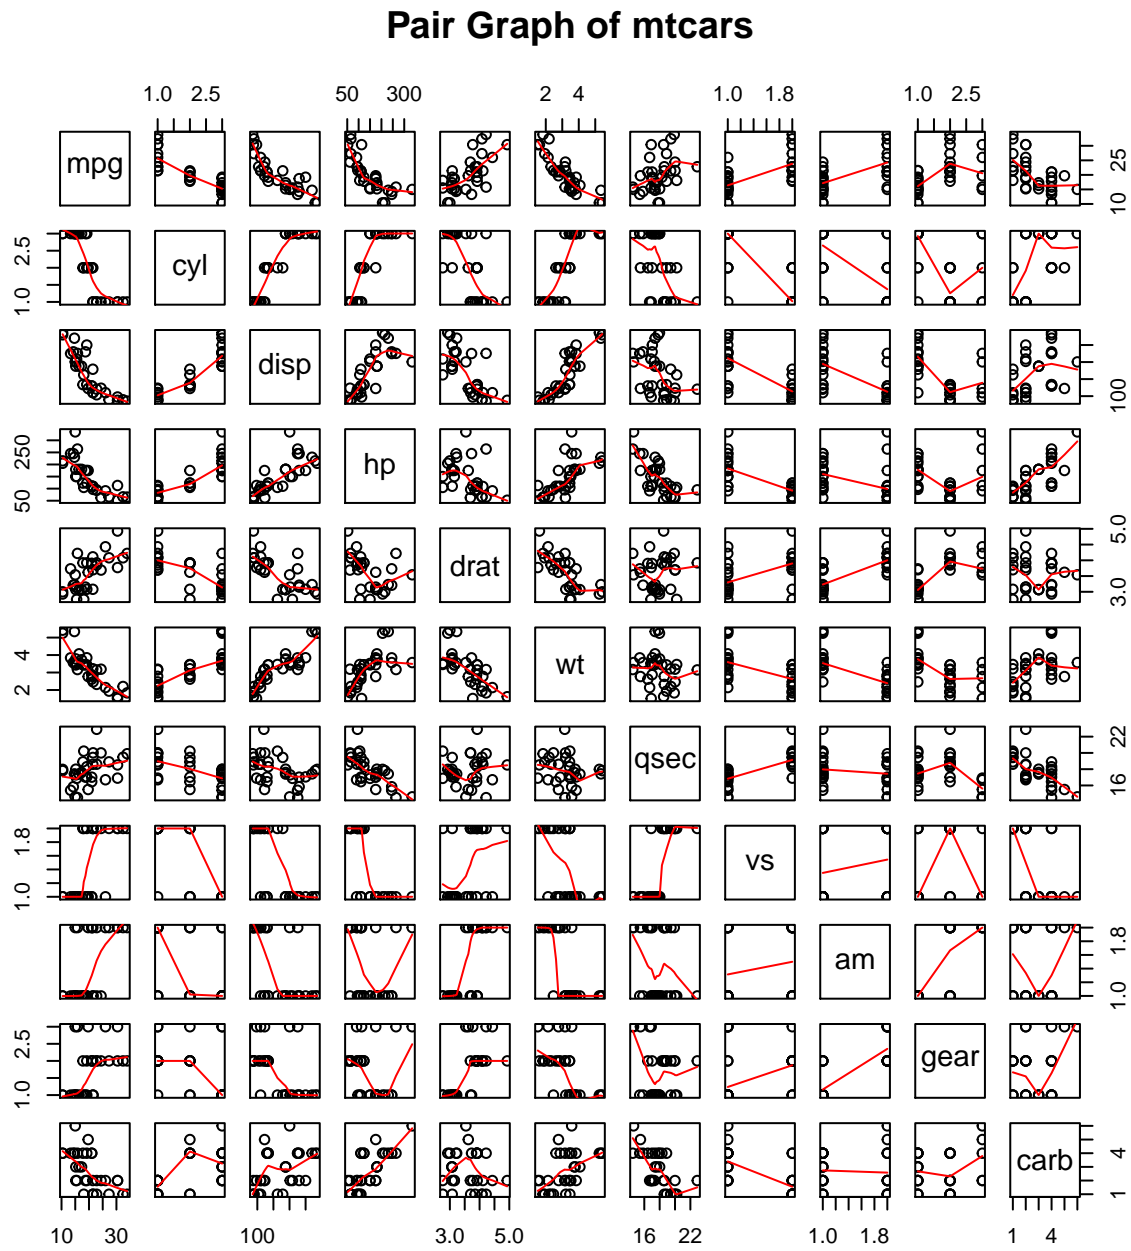 Pair Graph of mtcars
1.0 2.5 50 300 2 4 1.0 1.8 1.0 2.5
mpg
10 25
cyl
1.0 2.5
disp
100
hp
50 250
drat
3.0 5.0
wt
2 4
qsec
16 22
vs
1.0 1.8
am
1.0 1.8
gear
1.0 2.5
carb
1 4
10 30 100 3.0 5.0 16 22 1.0 1.8 1 4